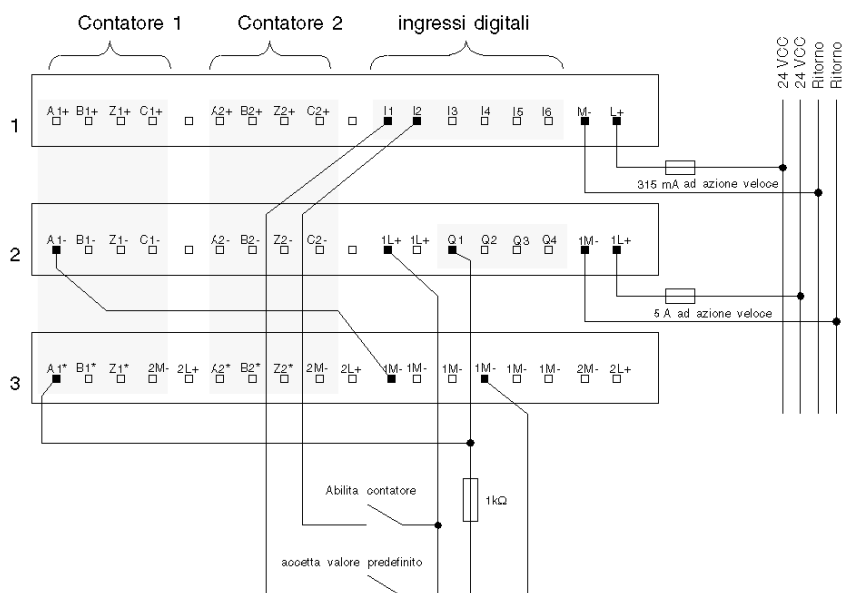 Contatore 1 Contatore 2 ingressi digitali
24 VCC
24 VCC
Ritorno
Ritorno
1
A1+ B1+ Z1+ C1+ A2+ B2+ Z2+ C2+ I1 I2 I3 I4 I5 I6 M- L+
315 mA ad azione veloce
2
A1- B1- Z1- C1- A2- B2- Z2- C2- 1L+ 1L+ Q1 Q2 Q3 Q4 1M- 1L+
5 A ad azione veloce
3
A1* B1* Z1* 2M- 2L+ A2* B2* Z2* 2M- 2L+ 1M- 1M- 1M- 1M- 1M- 1M- 2M- 2L+
Abilita contatore
1kΩ
accetta valore predefinito